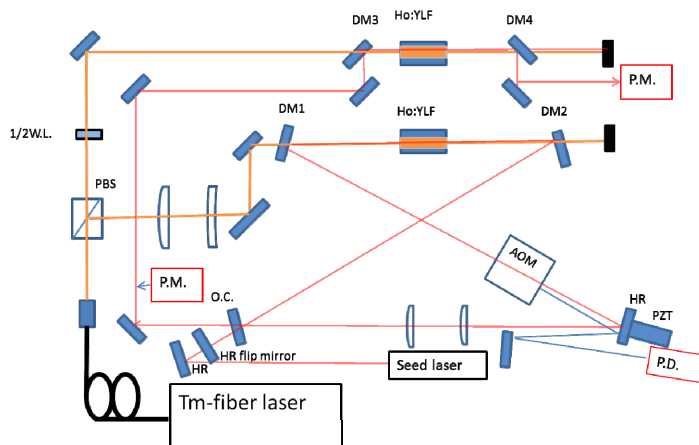 DM3
Ho:YLF
DM4
P.M.
1/2W.L.
DM1
Ho:YLF
DM2
PBS
AOM
P.M.
O.C.
HR
PZT
HR flip mirror
HR
Seed laser
P.D.
Tm-fiber laser